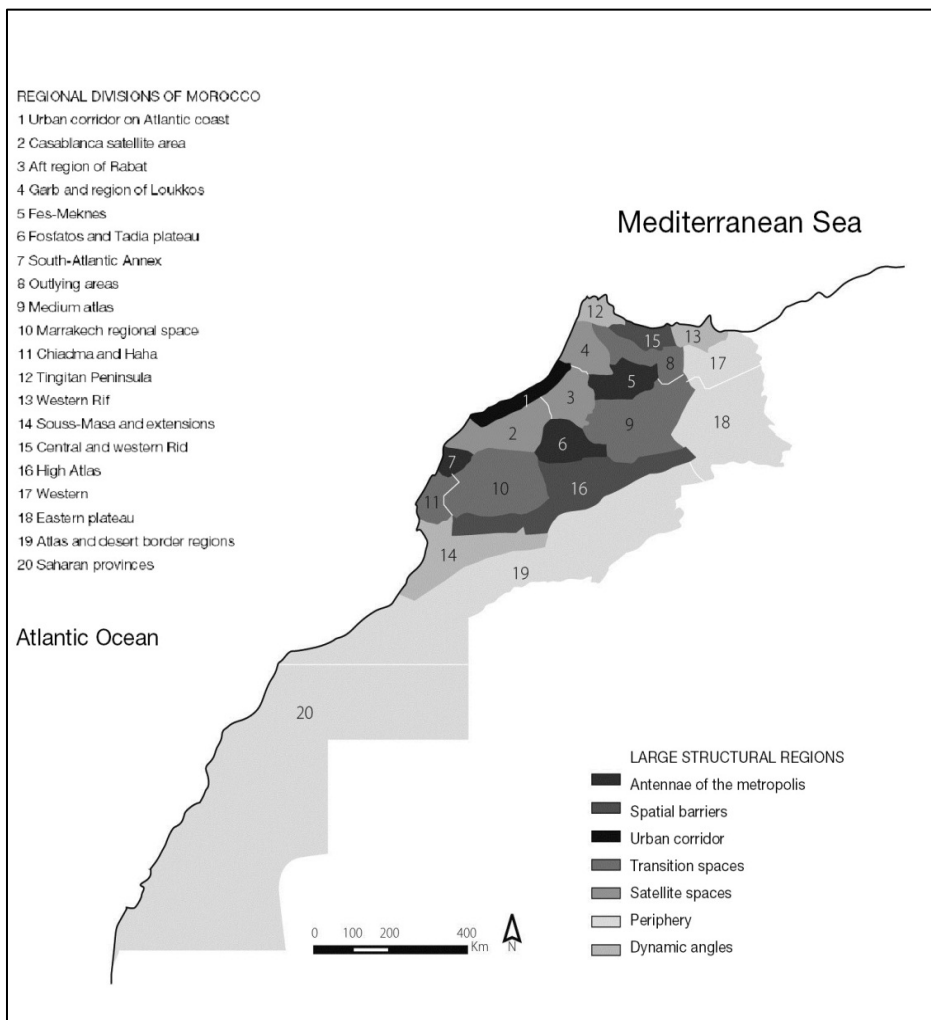 REGIONAL DIVISIONS OF MOROCCO
1 Urban corridor on Atlantic coast
2 Casablanca satellite area
3 Aft region of Rabat
4 Garb and region of Loukkos
5 Fes-Meknes
6 Fosfatos and Tadia plateau
7 South-Atlantic Annex
8 Outlying areas
9 Medium atlas
10 Marrakech regional space
11 Chiadma and Haha
12 Tingitan Peninsula
13 Western Rif
14 Souss-Masa and extensions
15 Central and western Rid
16 High Atlas
17 Western
18 Eastern plateau
19 Atlas and desert border regions
20 Saharan provinces
Mediterranean Sea
12
15
13
4
8
17
5
1
3
18
2
9
6
7
10
16
11
14
19
Atlantic Ocean
20
LARGE STRUCTURAL REGIONS
Antennae of the metropolis
Spatial barriers
Urban corridor
Transition spaces
Satellite spaces
Periphery
Dynamic angles
0 100 200 400
Km
N